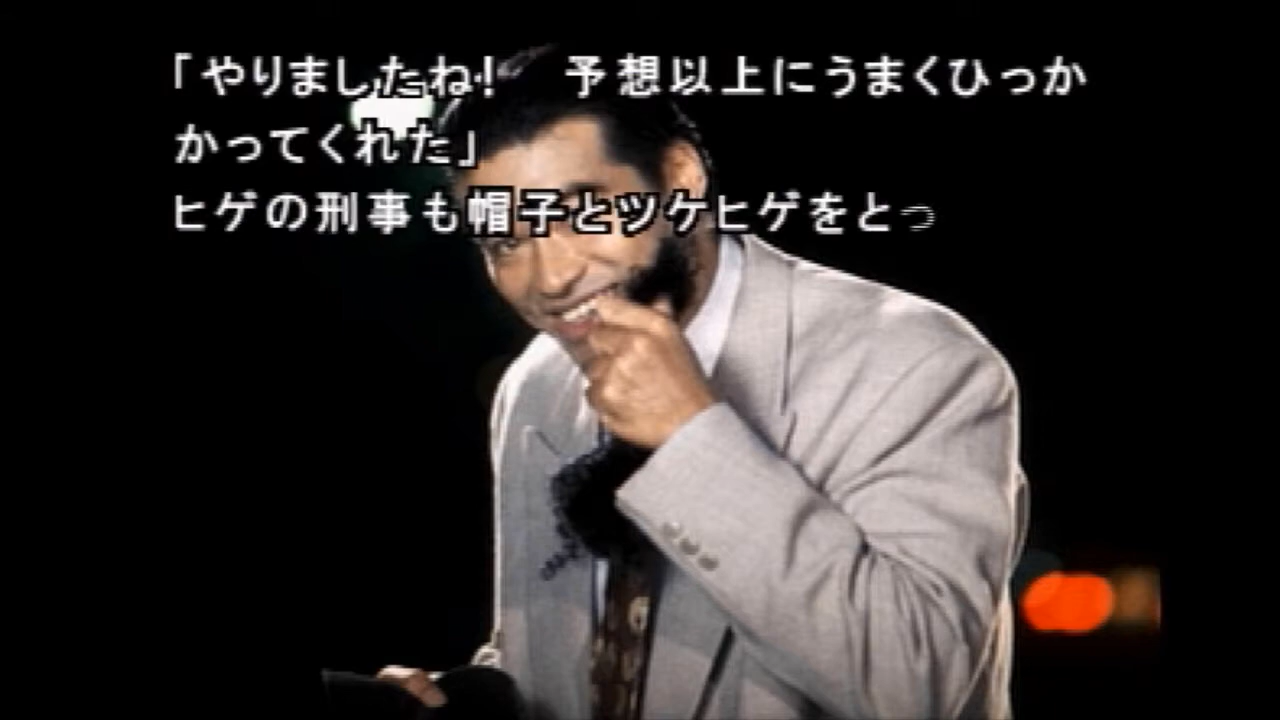 「やりましたね！　予想以上にうまくひっか
かってくれた」
ヒゲの刑事も帽子とツケヒゲをとっ